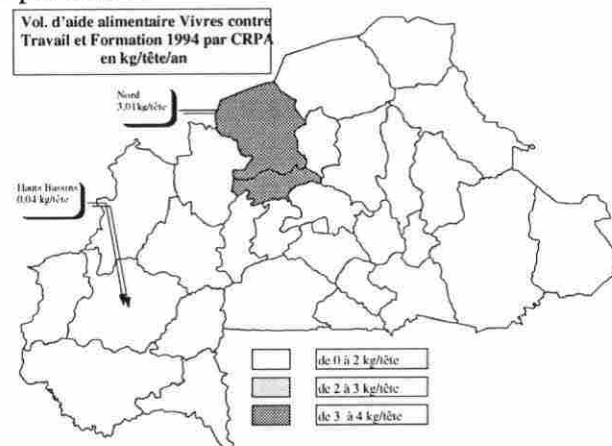 Vol. d'aide alimentaire Vivres contre
Travail et Formation 1994 par CRPA
en kg/tête/an
Nord
3,01kg/tête
Hauts Bassins
0,04 kg/tête
de 0 à 2 kg/tête
de 2 à 3 kg/tête
de 3 à 4 kg/tête